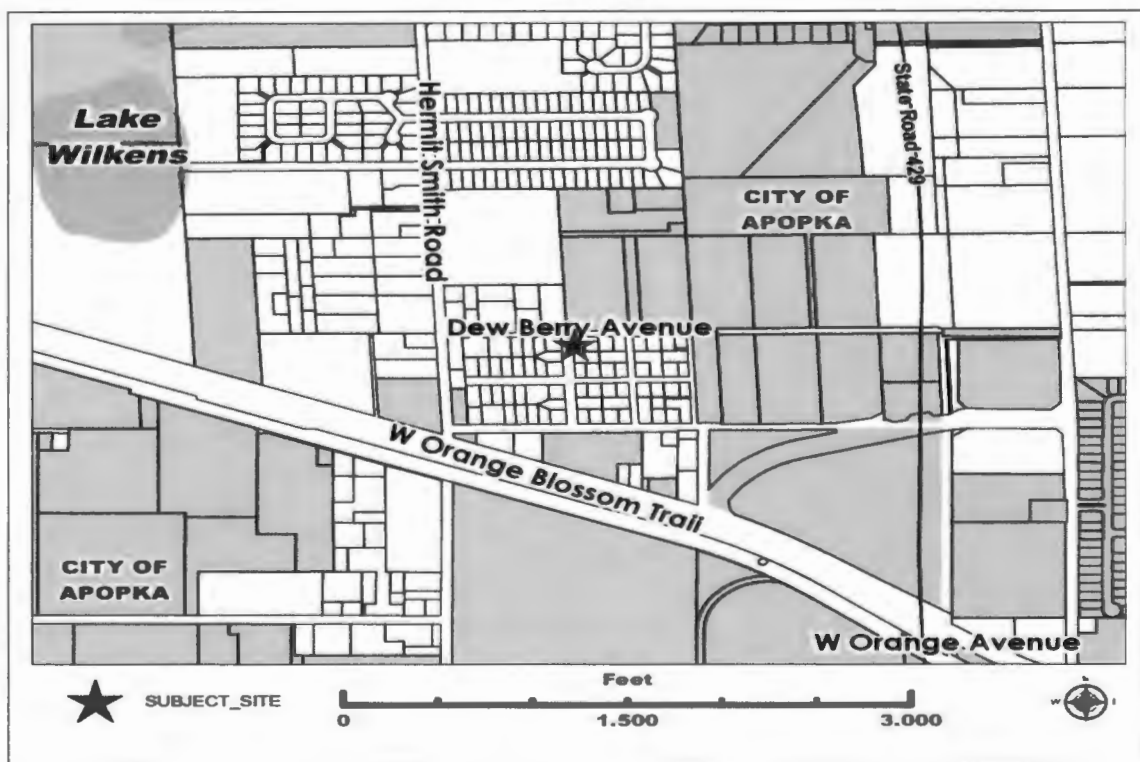 Lake
Wilkens
Hermit Smith Road
State Road 429
CITY OF
APOPKA
Dew Berry Avenue
W Orange Blossom Trail
CITY OF
APOPKA
W Orange Avenue
SUBJECT_SITE
Feet
0
1.500
3.000
W